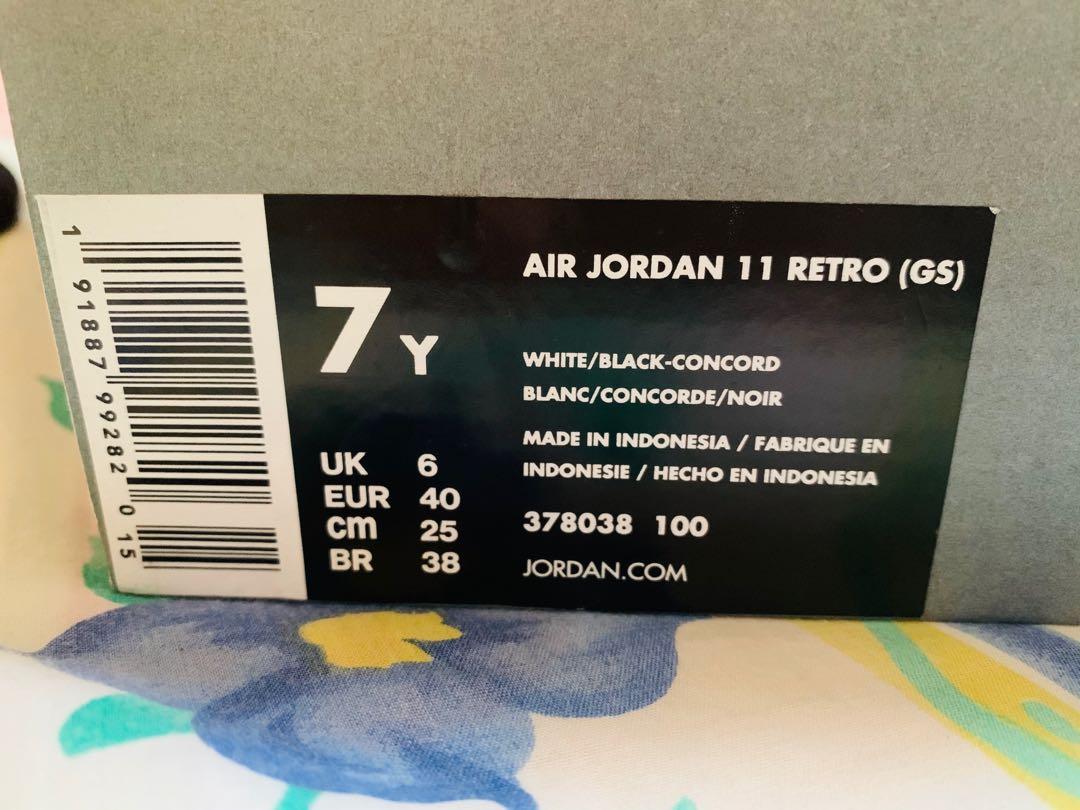 1 91887 99282 0 15
7 Y
UK 6
EUR 40
cm 25
BR 38
AIR JORDAN 11 RETRO (GS)
WHITE/BLACK-CONCORD
BLANC/CONCORDE/NOIR
MADE IN INDONESIA / FABRIQUE EN
INDONESIE / HECHO EN INDONESIA
378038 100
JORDAN.COM